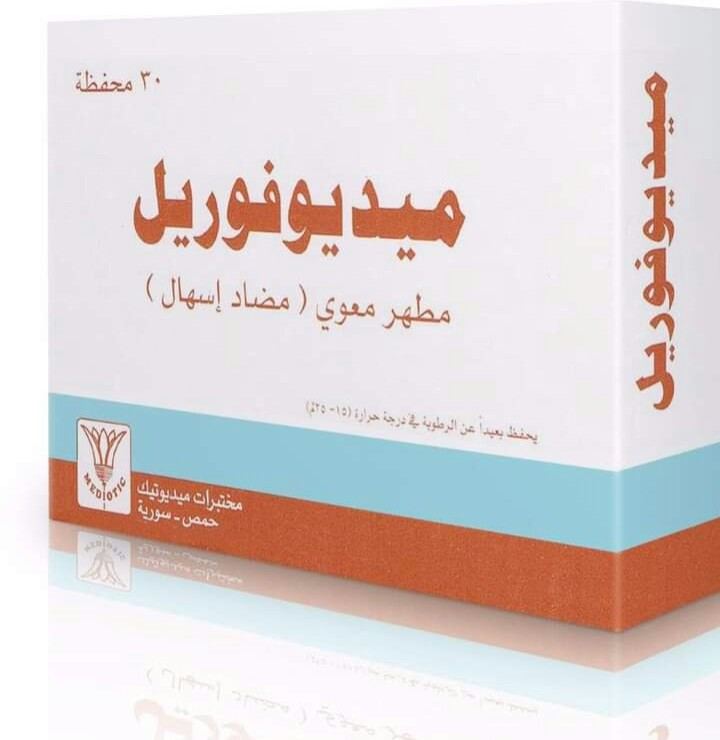 ٣٠ محفظة
ميديوفوريل
مطهر معوي ( مضاد إسهال )
يحفظ بعيداً عن الرطوبة في درجة حرارة (١٥- ٢٥م)
MEDIOTIC
مختبرات ميديوتيك
حمص - سورية
ميديوفوريل